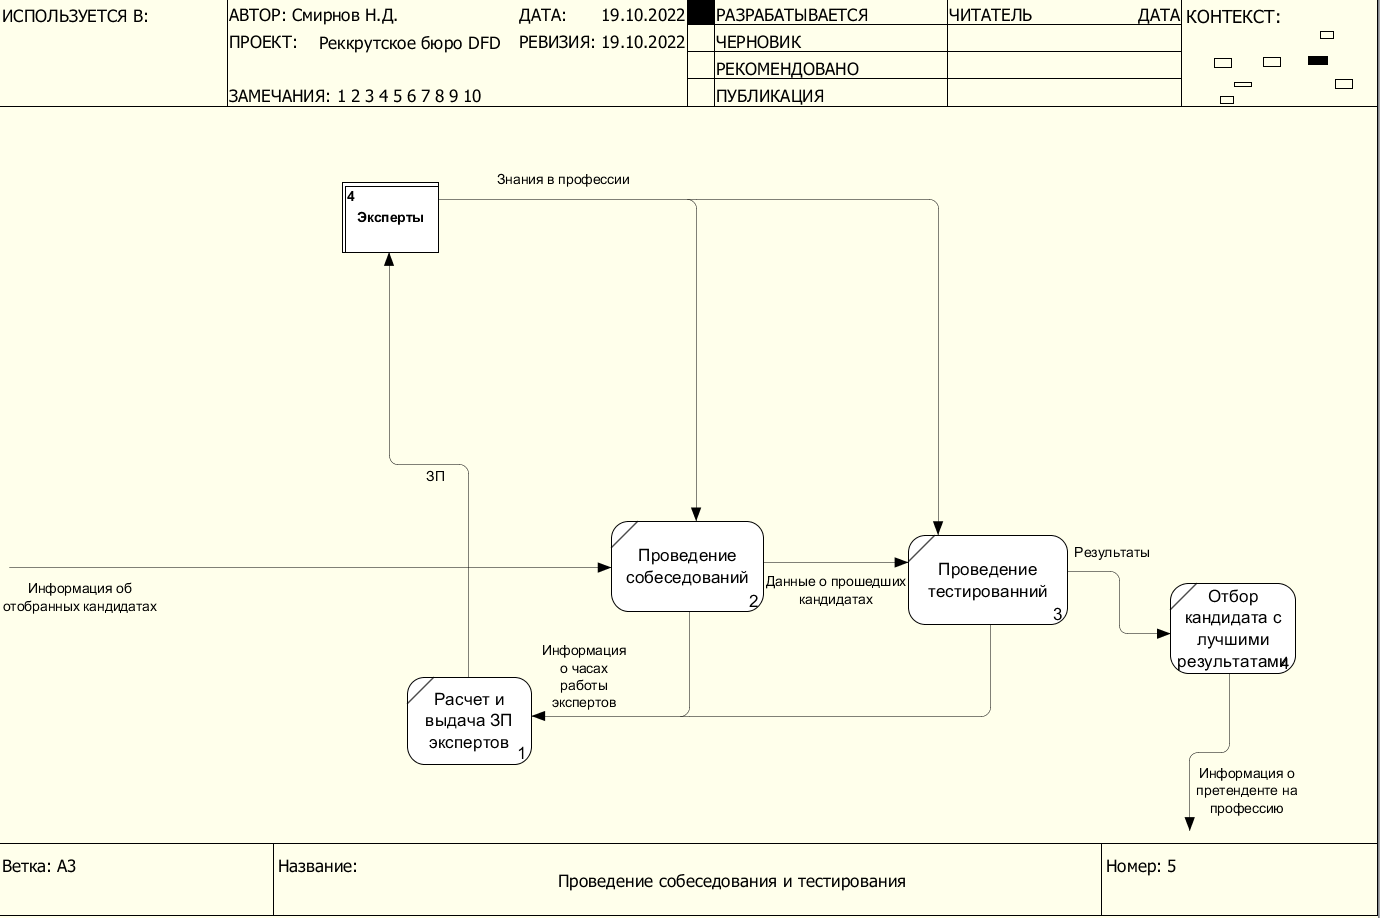 ИСПОЛЬЗУЕТСЯ В:
АВТОР: Смирнов Н.Д.
ДАТА: 19.10.2022
РАЗРАБАТЫВАЕТСЯ
ЧИТАТЕЛЬ
ДАТА
КОНТЕКСТ:
ПРОЕКТ: Реккрутское бюро DFD
РЕВИЗИЯ: 19.10.2022
ЧЕРНОВИК
РЕКОМЕНДОВАНО
ЗАМЕЧАНИЯ: 1 2 3 4 5 6 7 8 9 10
ПУБЛИКАЦИЯ
Знания в профессии
4
Эксперты
ЗП
Информация об
отобранных кандидатах
Проведение
собеседований
2
Данные о прошедших
кандидатах
Проведение
тестированний
3
Результаты
Отбор
кандидата с
лучшими
результатами
4
Информация
о часах
работы
экспертов
Расчет и
выдача ЗП
экспертов
1
Информация о
претенденте на
профессию
Ветка: A3
Название:
Проведение собеседования и тестирования
Номер: 5